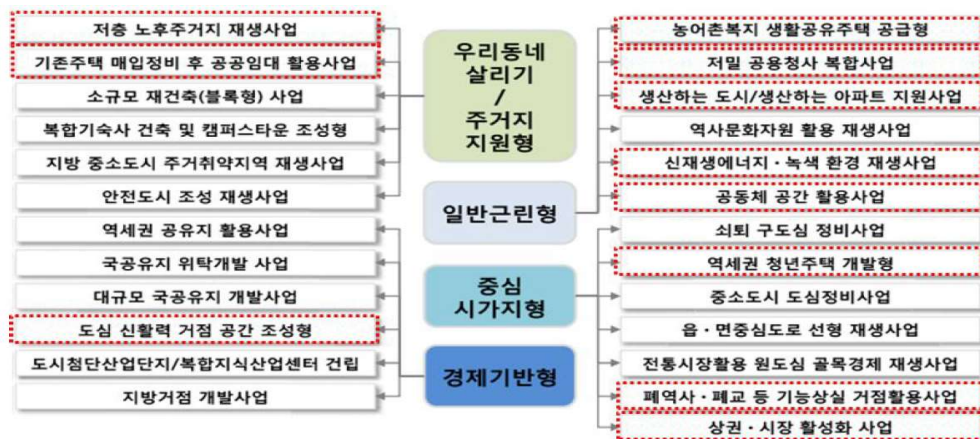 저층 노후주거지 재생사업
기존주택 매입정비 후 공공임대 활용사업
소규모 재건축(블록형) 사업
복합기숙사 건축 및 캠퍼스타운 조성형
지방 중소도시 주거취약지역 재생사업
안전도시 조성 재생사업
역세권 공유지 활용사업
국공유지 위탁개발 사업
대규모 국공유지 개발사업
도심 신활력 거점 공간 조성형
도시첨단산업단지/복합지식산업센터 건립
지방거점 개발사업
우리동네
살리기
/
주거지
지원형
일반근린형
중심
시가지형
경제기반형
농어촌복지 생활공유주택 공급형
저밀 공용청사 복합사업
생산하는 도시/생산하는 아파트 지원사업
역사문화자원 활용 재생사업
신재생에너지·녹색 환경 재생사업
공동체 공간 활용사업
쇠퇴 구도심 정비사업
역세권 청년주택 개발형
중소도시 도심정비사업
읍·면중심도로 선형 재생사업
전통시장활용 원도심 골목경제 재생사업
폐역사·폐교 등 기능상실 거점활용사업
상권·시장 활성화 사업